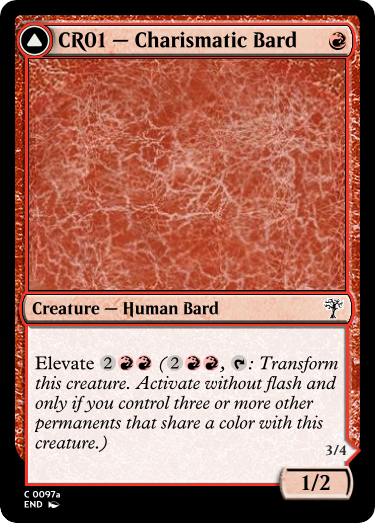 CR01 — Charismatic Bard
Creature — Human Bard
Elevate 2 (2, : Transform
this creature. Activate without flash and
only if you control three or more other
permanents that share a color with this
creature.)
3/4
1/2
C 0097a
END